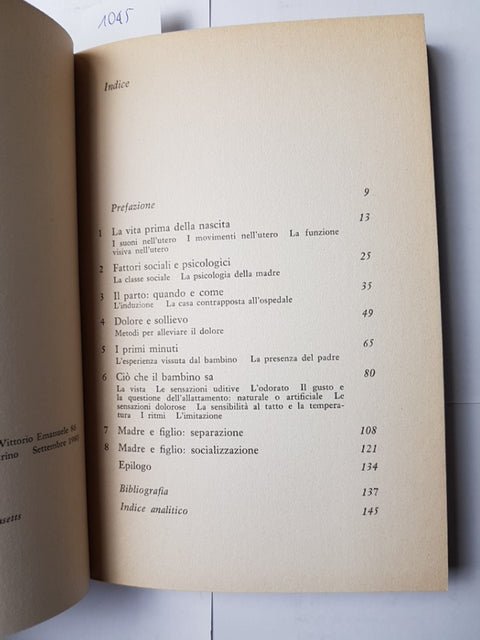 1045
Indice
Prefazione 9
1 La vita prima della nascita 13
I suoni nell'utero I movimenti nell'utero La funzione
visiva nell'utero
2 Fattori sociali e psicologici 25
La classe sociale La psicologia della madre
3 Il parto: quando e come 35
L'induzione La casa contrapposta all'ospedale
4 Dolore e sollievo 49
Metodi per alleviare il dolore
5 I primi minuti 65
L'esperienza vissuta dal bambino La presenza del padre
6 Ciò che il bambino sa 80
La vista Le sensazioni uditive L'odorato Il gusto e
la questione dell'allattamento: naturale o artificiale Le
sensazioni dolorose La sensibilità al tatto e la tempera-
tura I ritmi L'imitazione
7 Madre e figlio: separazione 108
8 Madre e figlio: socializzazione 121
Epilogo 134
Bibliografia 137
Indice analitico 145
Vittorio Emanuele 86
Settembre